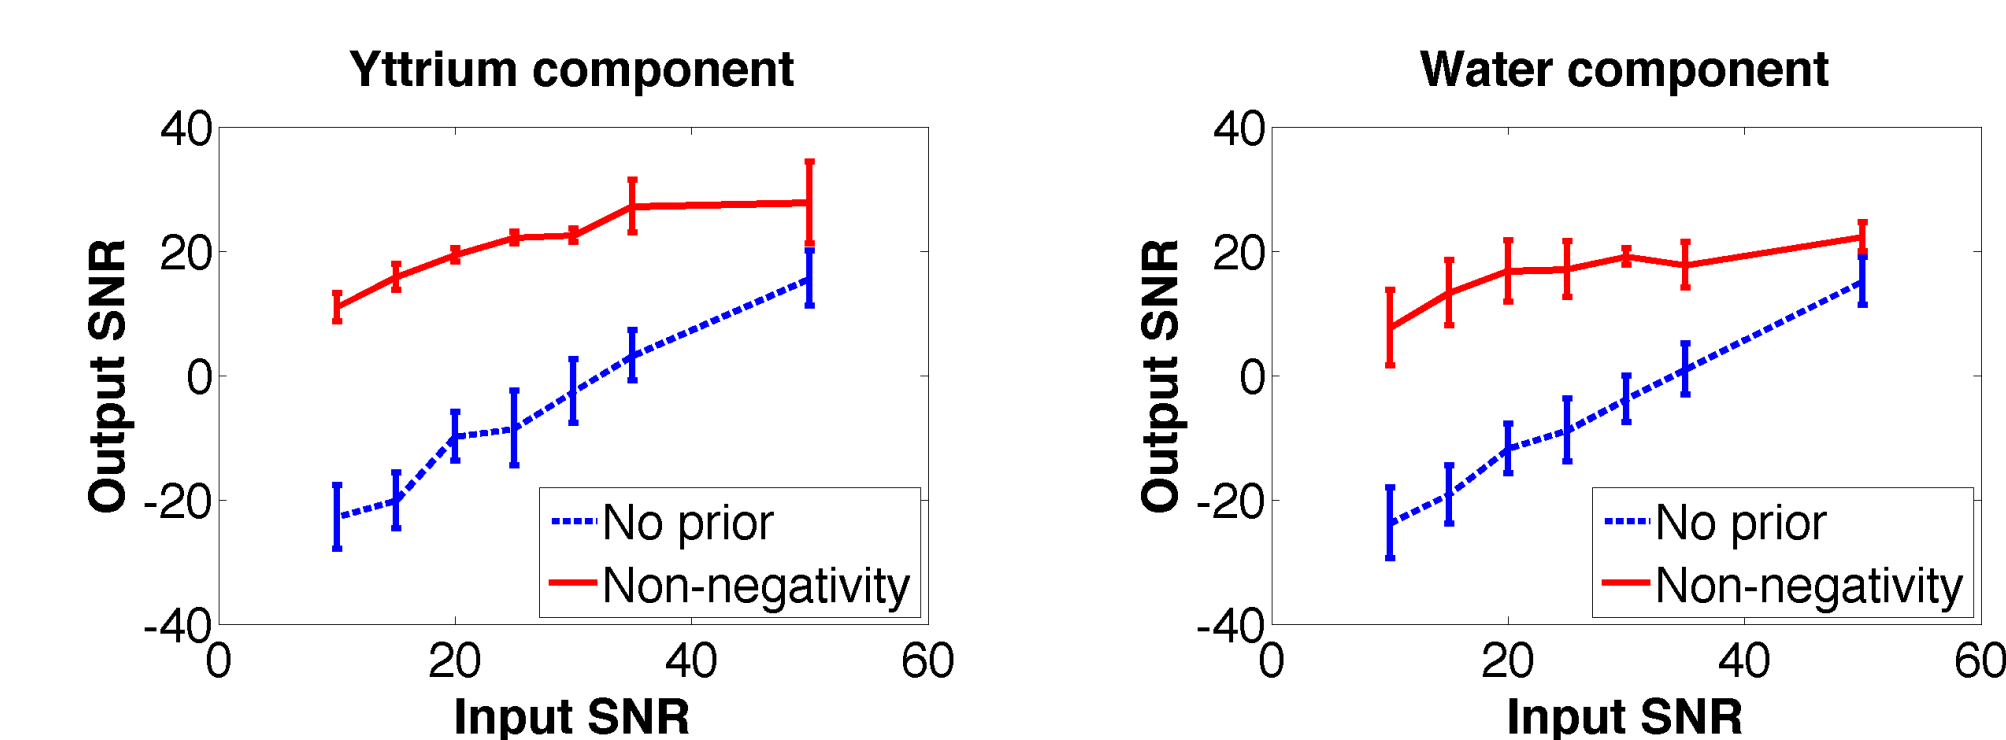 Yttrium component
40
20
0
-20
-40
Output SNR
No prior
Non-negativity
0 20 40 60
Input SNR
Water component
40
20
0
-20
-40
Output SNR
No prior
Non-negativity
0 20 40 60
Input SNR